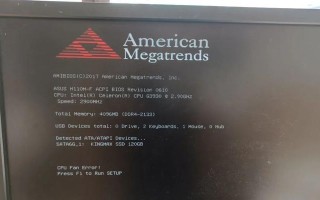 American
Megatrends
AMIBIOS(C)2017 American Megatrends, Inc.
ASUS H110M-F ACPI BIOS Revision 3610
CPU: Intel(R) Celeron(R) CPU G3930 @ 2.90GHz
Speed: 2900MHz
Total Memory: 4096MB (DDR4-2133)
USB Devices total: 0 Drive, 2 Keyboards, 1 Mouse, 0 Hub
Detected ATA/ATAPI Devices...
SATA6G_1: KINGMAX SSD 120GB
CPU Fan Error!
Press F1 to Run SETUP